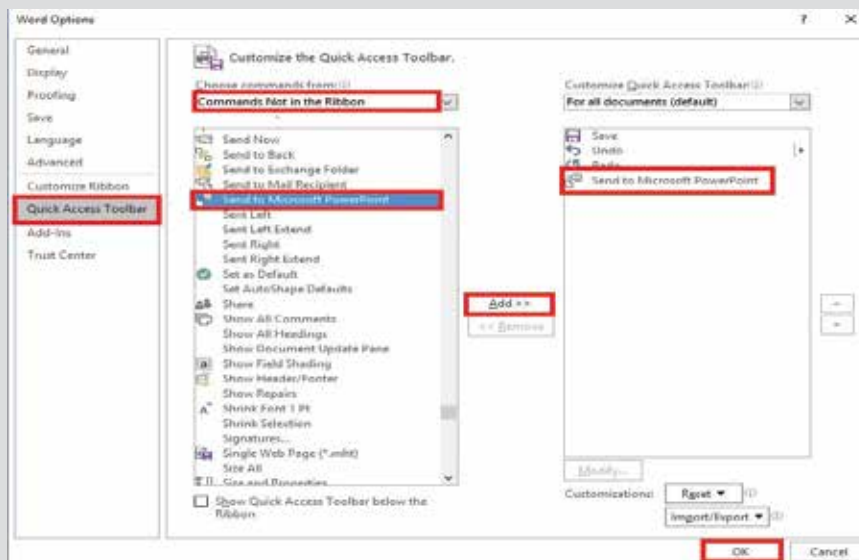 Word Options
? ×
General
Display
Proofing
Save
Language
Advanced
Customize Ribbon
Quick Access Toolbar
Add-Ins
Trust Center
Customize the Quick Access Toolbar.
Choose commands from:
Commands Not in the Ribbon
Send Now
Send to Back
Send to Exchange Folder
Send to Mail Recipient
Send to Microsoft PowerPoint
Sent Left
Sent Left Extend
Sent Right
Sent Right Extend
Set as Default
Set AutoShape Defaults
Share
Show All Comments
Show All Headings
Show Document Update Pane
Show Field Shading
Show Header/Footer
Show Repairs
Shrink Font 1 Pt
Shrink Selection
Signatures...
Single Web Page (*.mht)
Size All
Size and Properties
Show Quick Access Toolbar below the
Ribbon
Add >>
<< Remove
Customize Quick Access Toolbar:
For all documents (default)
Save
Undo
Redo
Send to Microsoft PowerPoint
Modify...
Customizations: Reset
Import/Export
OK Cancel